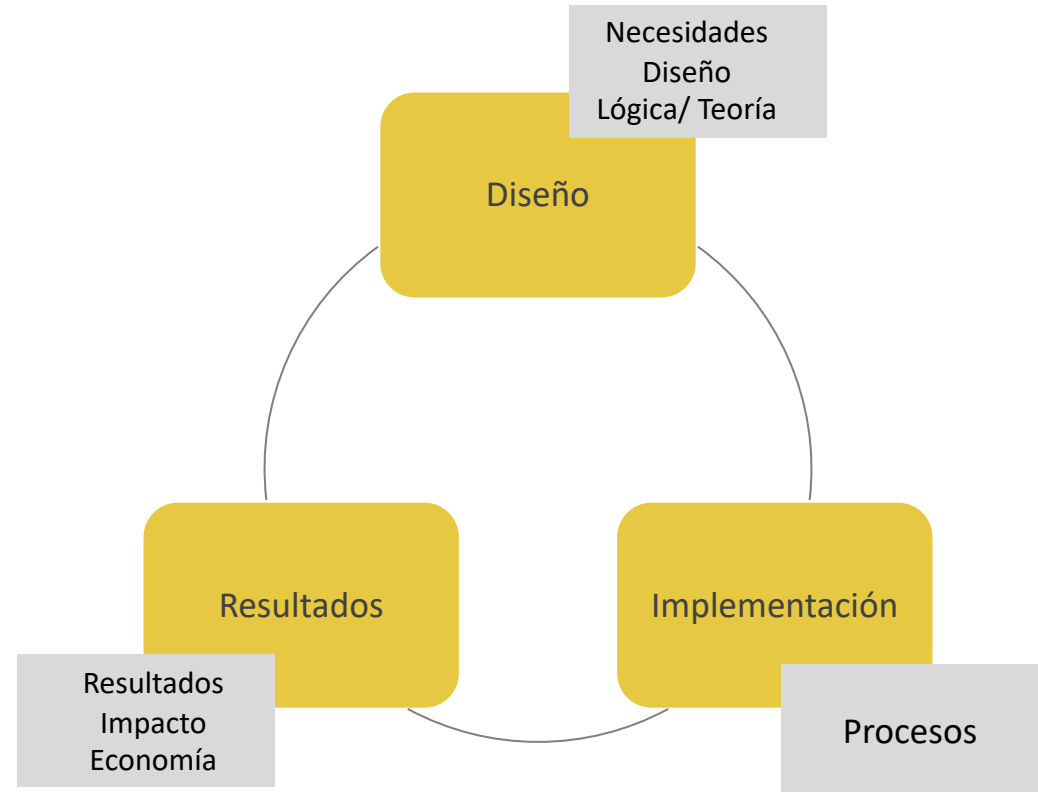 Necesidades
Diseño
Lógica/ Teoría
Diseño
Resultados
Implementación
Resultados
Impacto
Economía
Procesos